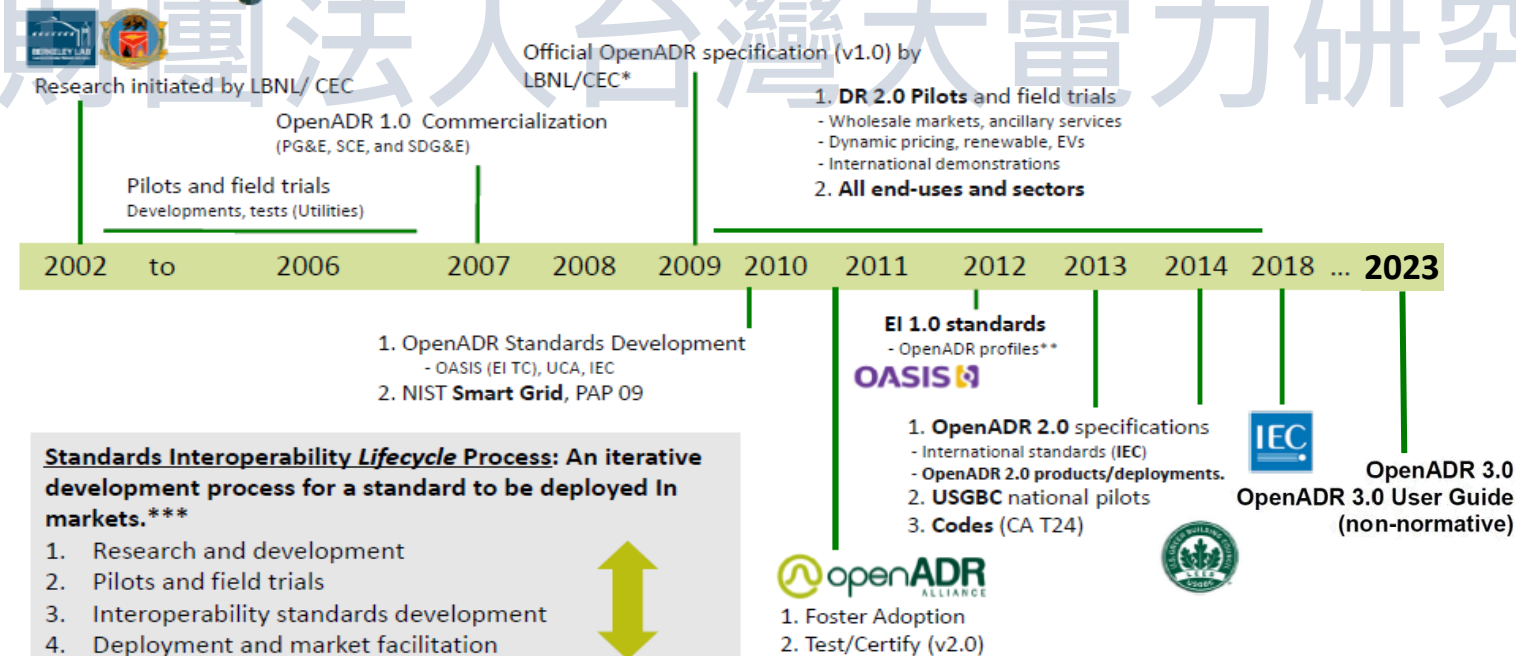 財團法人台灣大電力研究
BERKELEY LAB
Research initiated by LBNL/ CEC
Official OpenADR specification (v1.0) by
LBNL/CEC*
OpenADR 1.0 Commercialization
(PG&E, SCE, and SDG&E)
Pilots and field trials
Developments, tests (Utilities)
1. DR 2.0 Pilots and field trials
- Wholesale markets, ancillary services
- Dynamic pricing, renewable, EVs
- International demonstrations
2. All end-uses and sectors
2002 to 2006 2007 2008 2009 2010 2011 2012 2013 2014 2018 ... 2023
1. OpenADR Standards Development
- OASIS (EI TC), UCA, IEC
2. NIST Smart Grid, PAP 09
EI 1.0 standards
- OpenADR profiles**
OASIS
1. OpenADR 2.0 specifications
- International standards (IEC)
- OpenADR 2.0 products/deployments.
2. USGBC national pilots
3. Codes (CA T24)
IEC
OpenADR 3.0
OpenADR 3.0 User Guide
(non-normative)
openADR
ALLIANCE
1. Foster Adoption
2. Test/Certify (v2.0)
U.S. GREEN BUILDING COUNCIL
LEED
USGBC
Standards Interoperability Lifecycle Process: An iterative
development process for a standard to be deployed In
markets.***
1. Research and development
2. Pilots and field trials
3. Interoperability standards development
4. Deployment and market facilitation